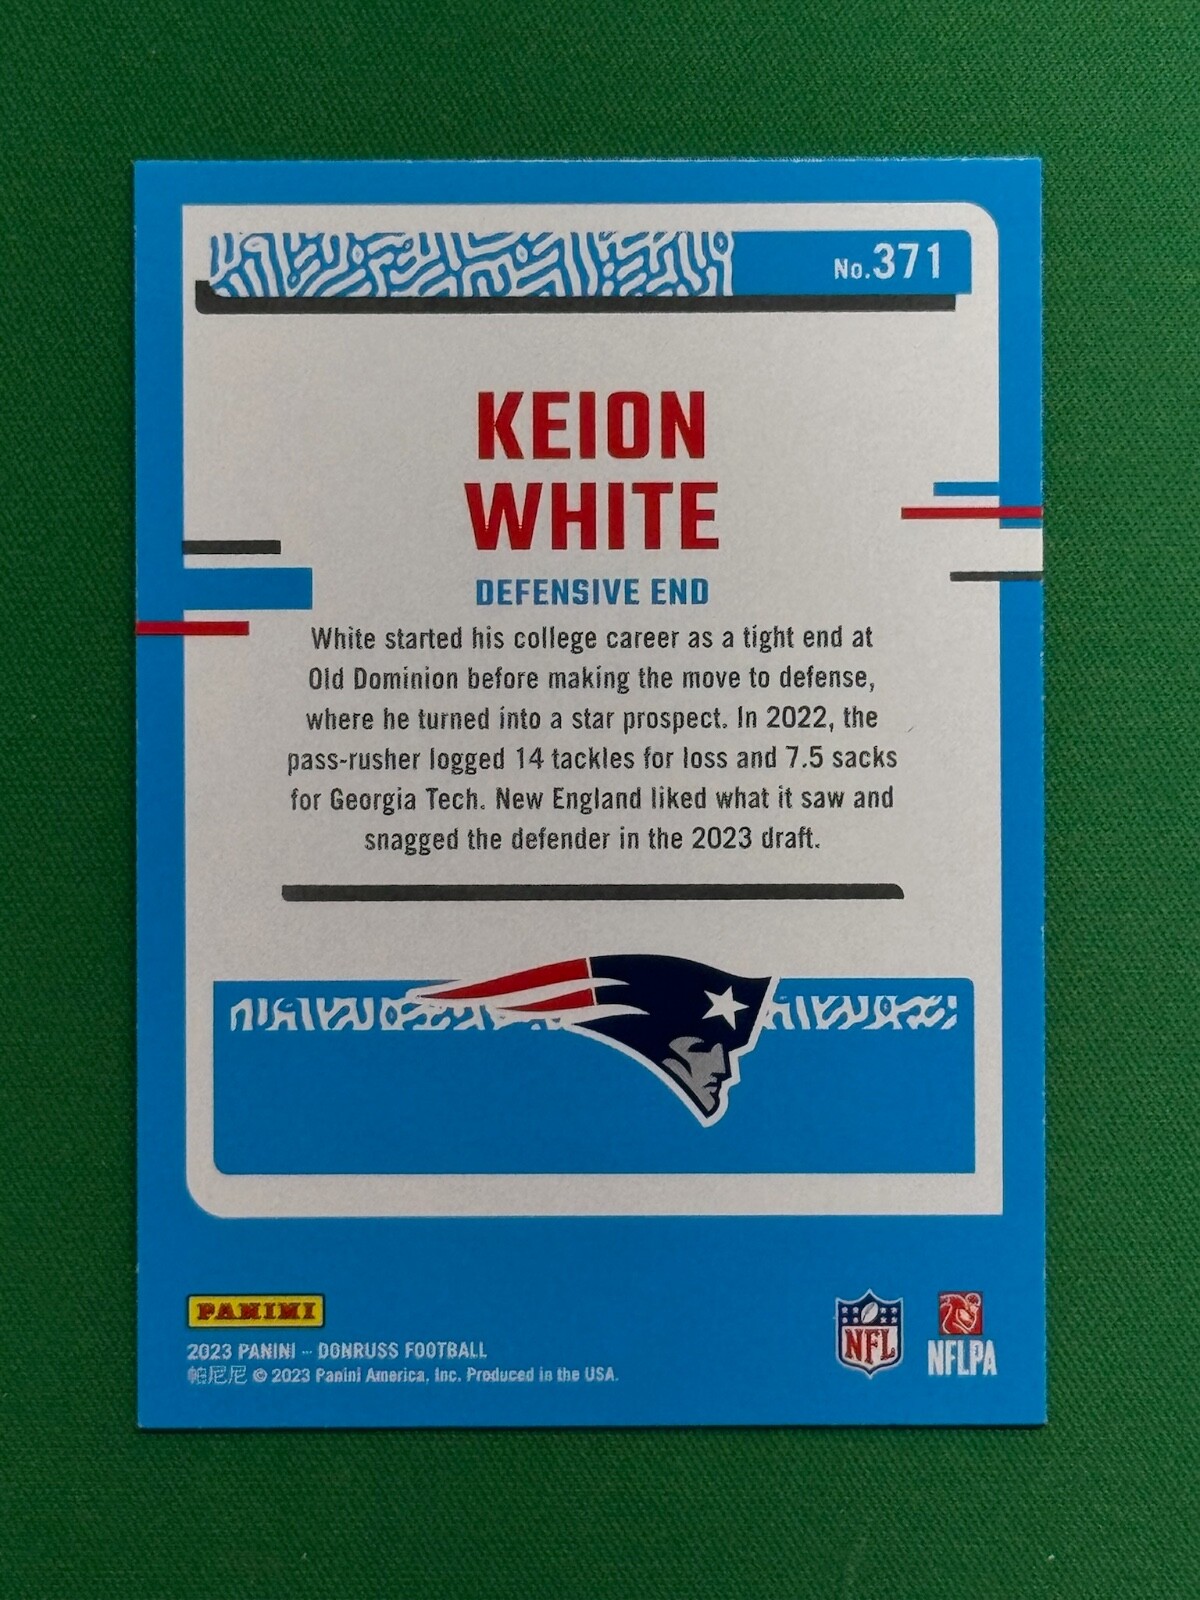 No.371
KEION
WHITE
DEFENSIVE END
White started his college career as a tight end at
Old Dominion before making the move to defense,
where he turned into a star prospect. In 2022, the
pass-rusher logged 14 tackles for loss and 7.5 sacks
for Georgia Tech. New England liked what it saw and
snagged the defender in the 2023 draft.
PANINI
2023 PANINI – DONRUSS FOOTBALL
帕尼尼 © 2023 Panini America, Inc. Produced in the USA.
NFL
NFLPA